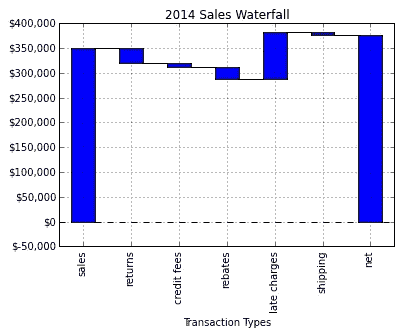 2014 Sales Waterfall
$400,000
$350,000
$300,000
$250,000
$200,000
$150,000
$100,000
$50,000
$0
$-50,000
sales
returns
credit fees
rebates
late charges
shipping
net
Transaction Types